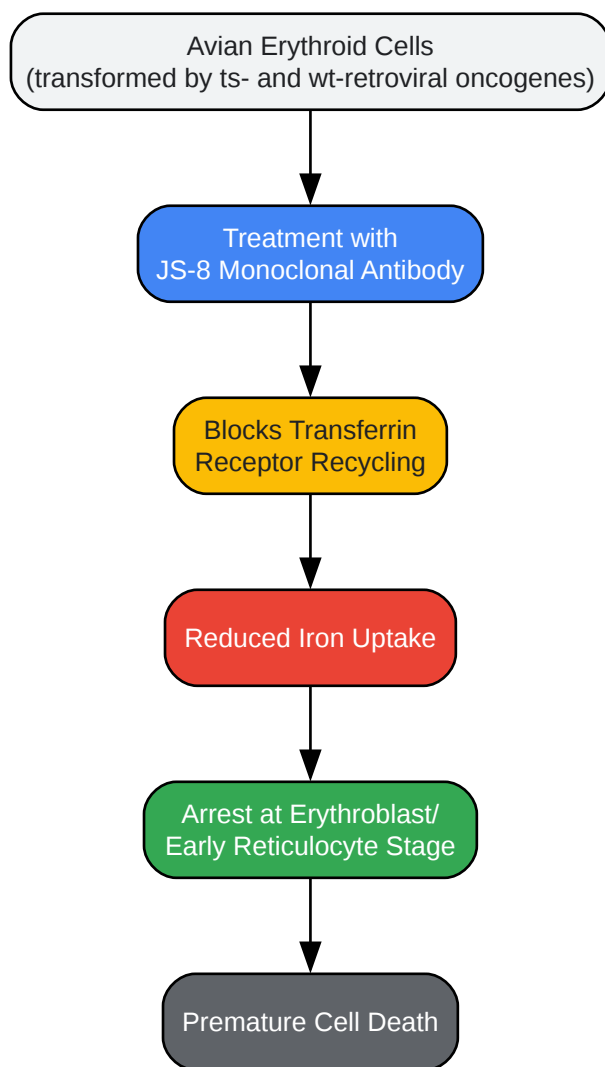 Avian Erythroid Cells
(transformed by ts- and wt-retroviral oncogenes)
Treatment with
JS-8 Monoclonal Antibody
Blocks Transferrin
Receptor Recycling
Reduced Iron Uptake
Arrest at Erythroblast/
Early Reticulocyte Stage
Premature Cell Death